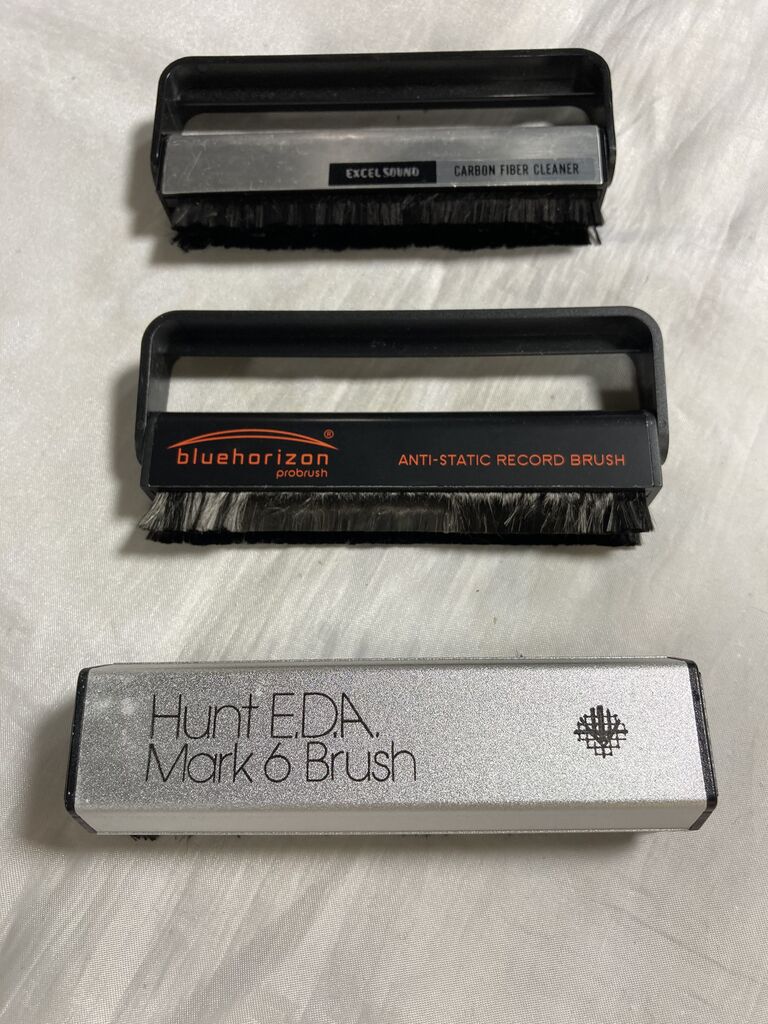 EXCEL SOUND CARBON FIBER CLEANER
bluehorizon® ANTI-STATIC RECORD BRUSH
probrush
Hunt E.D.A.
Mark 6 Brush